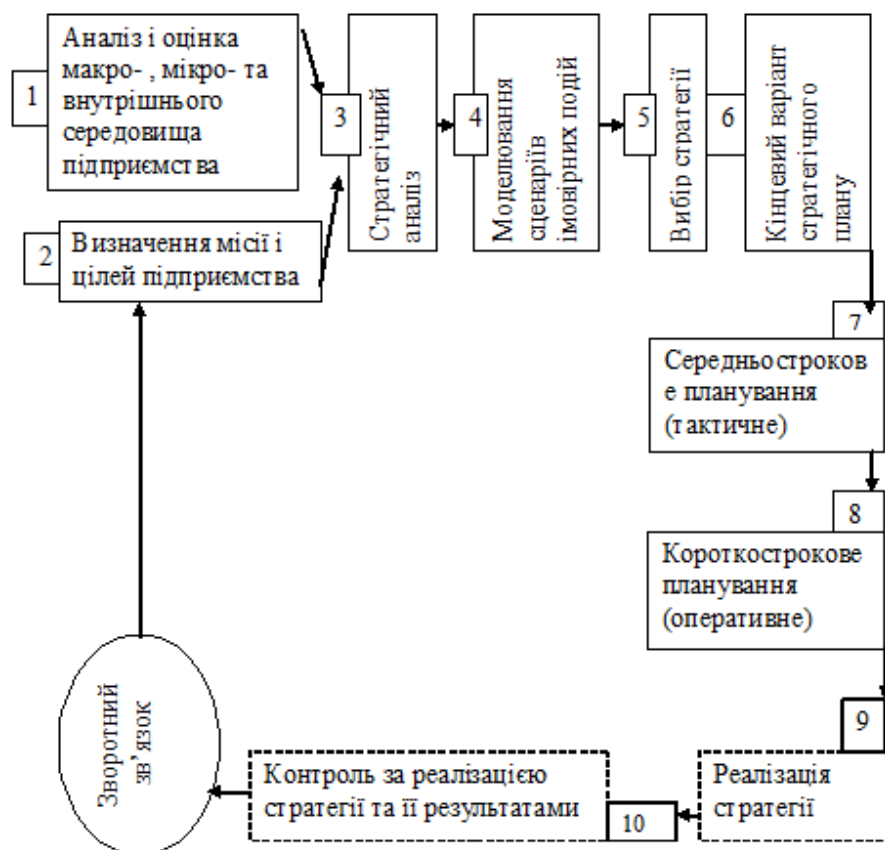 1
Аналіз і оцінка
макро- , мікро- та
внутрішнього
середовища
підприємства
2
Визначення місії і
цілей підприємства
3
Стратегічний
аналіз
4
Моделювання
сценаріїв
імовірних подій
5
Вибір стратегії
6
Кінцевий варіант
стратегічного
плану
7
Середньостроков
е планування
(тактичне)
8
Короткострокове
планування
(оперативне)
9
Реалізація
стратегії
10
Контроль за реалізацією
стратегії та її результатами
Зворотний
зв’язок